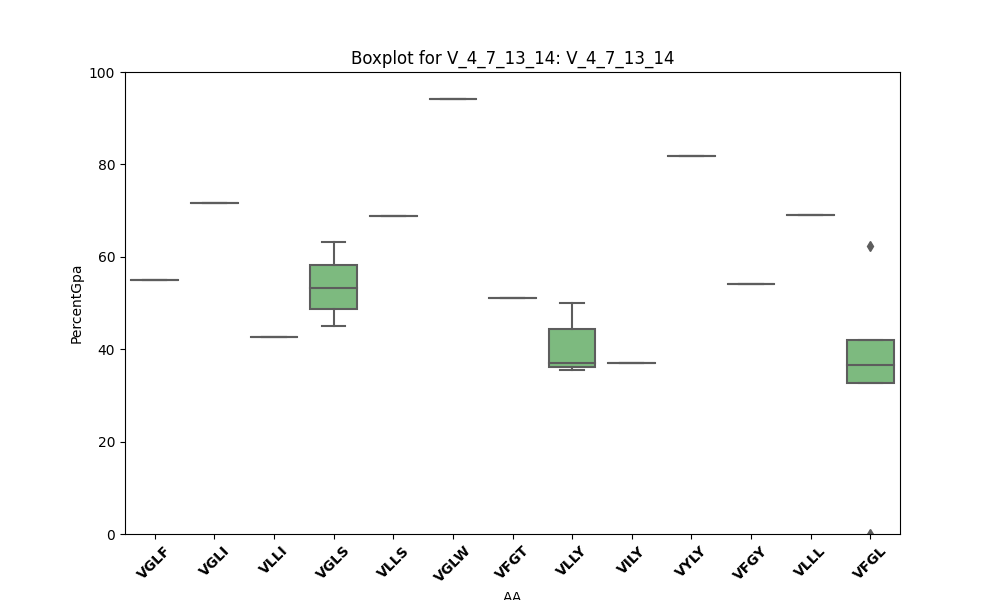 Boxplot for V_4_7_13_14: V_4_7_13_14
100
80
60
40
20
0
PercentGpa
VGLF VGLI VLLI VGLS VLLS VGLW VFGT VLLY VILY VYLY VFGY VLLL VFGL
AA